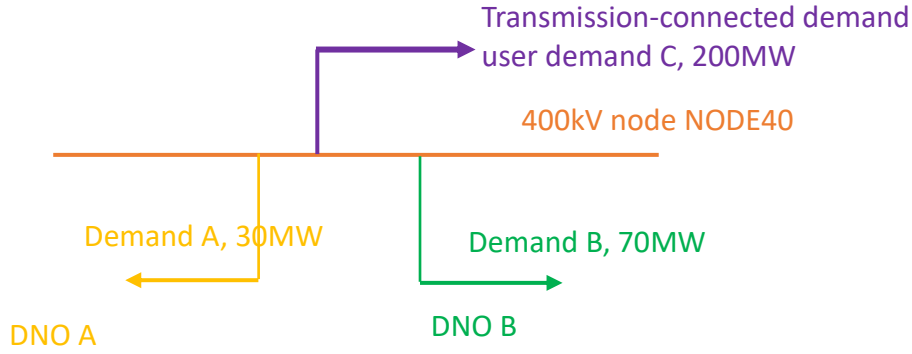 Transmission-connected demand
user demand C, 200MW
400kV node NODE40
Demand A, 30MW
Demand B, 70MW
DNO A
DNO B